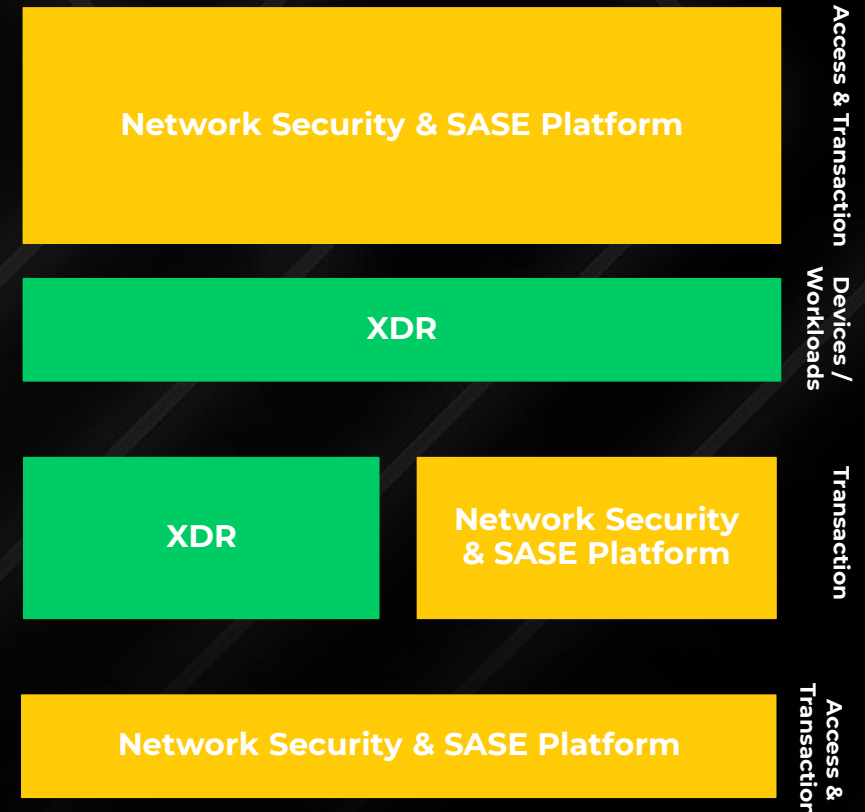 Network Security & SASE Platform
Access & Transaction
XDR
Devices /
Workloads
XDR
Network Security
& SASE Platform
Transaction
Network Security & SASE Platform
Access &
Transaction